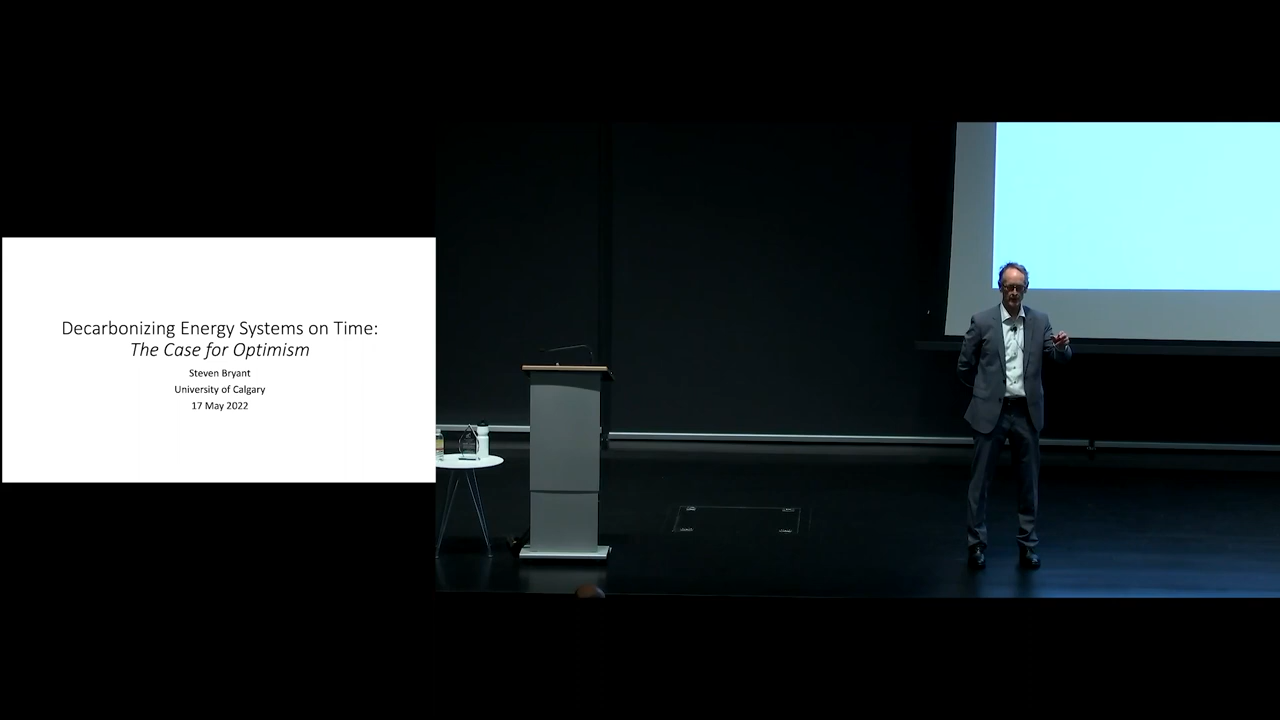 Decarbonizing Energy Systems on Time:
The Case for Optimism
Steven Bryant
University of Calgary
17 May 2022